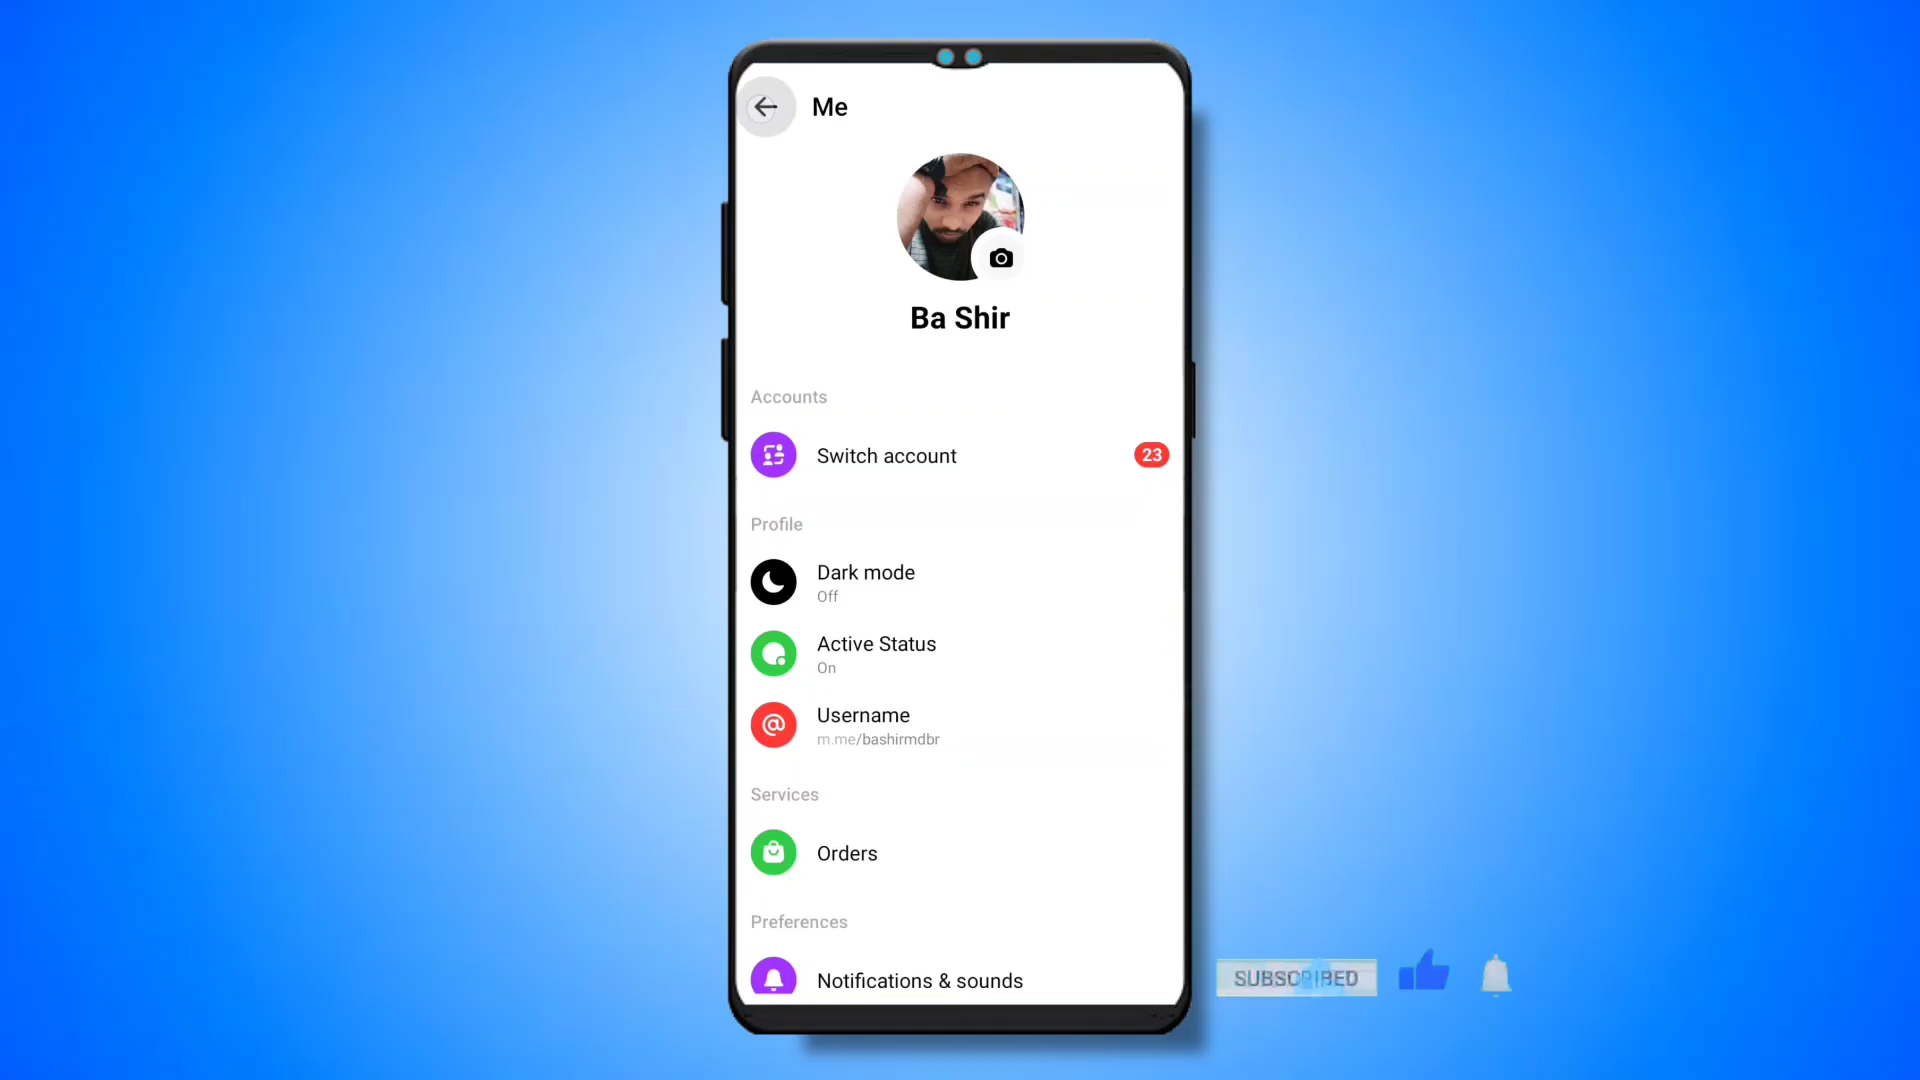 Me
Ba Shir
Accounts
Switch account
23
Profile
Dark mode
Off
Active Status
On
Username
m.me/bashirmdbr
Services
Orders
Preferences
Notifications & sounds
SUBSCRIBED